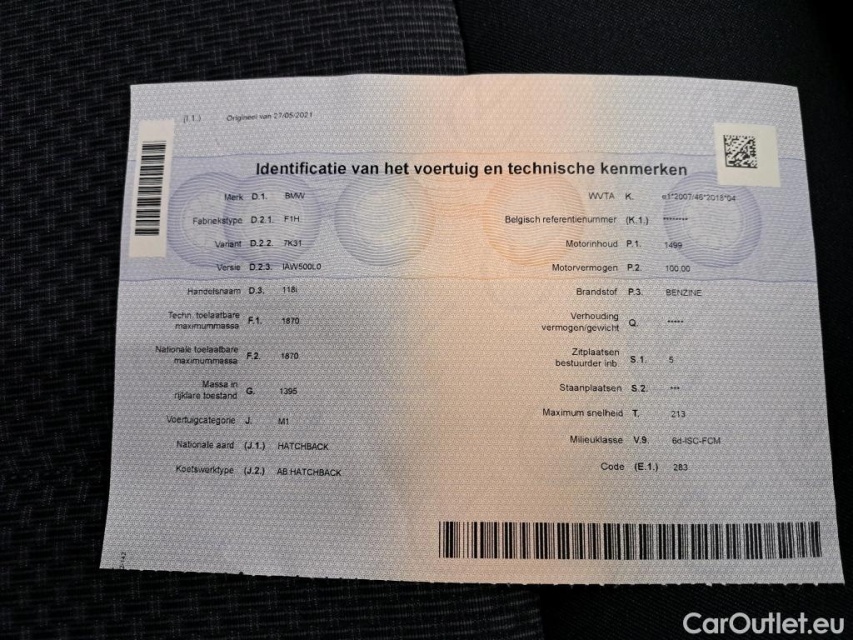 (I.1.) Origineel van 27/05/2021
Identificatie van het voertuig en technische kenmerken
Merk D.1. BMW
Fabriekstype D.2.1. F1H
Variant D.2.2. 7K31
Versie D.2.3. IAW500L0
Handelsnaam D.3. 118i
Techn. toelaatbare
maximummassa F.1. 1870
Nationale toelaatbare
maximummassa F.2. 1870
Massa in
rijklare toestand G. 1395
Voertuigcategorie J. M1
Nationale aard (J.1.) HATCHBACK
Koetswerktype (J.2.) AB HATCHBACK
WVTA K. e1*2007/46*2018*04
Belgisch referentienummer (K.1.) ********
Motorinhoud P.1. 1499
Motorvermogen P.2. 100.00
Brandstof P.3. BENZINE
Verhouding
vermogen/gewicht Q. *****
Zitplaatsen
bestuurder inb. S.1. 5
Staanplaatsen S.2. ***
Maximum snelheid T. 213
Milieuklasse V.9. 6d-ISC-FCM
Code (E.1.) 283
CarOutlet.eu